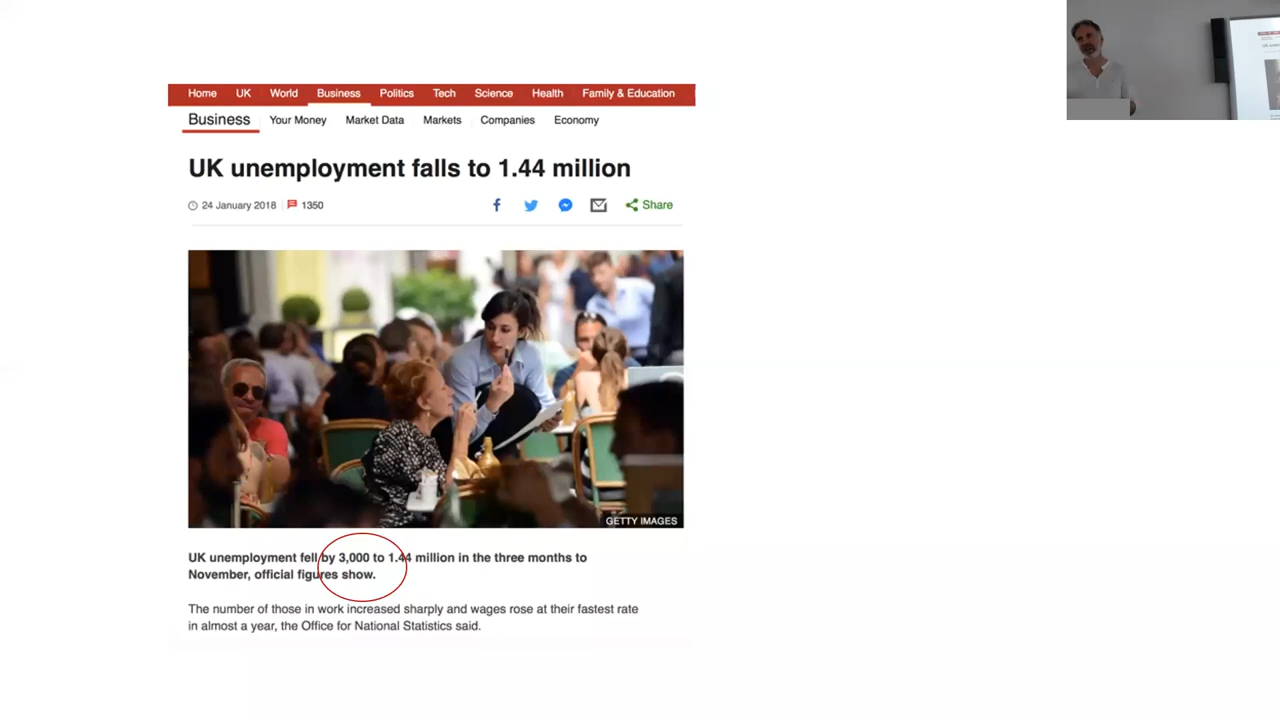 Home UK World Business Politics Tech Science Health Family & Education
Business Your Money Market Data Markets Companies Economy
UK unemployment falls to 1.44 million
24 January 2018 1350 Share
GETTY IMAGES
UK unemployment fell by 3,000 to 1.44 million in the three months to
November, official figures show.
The number of those in work increased sharply and wages rose at their fastest rate
in almost a year, the Office for National Statistics said.